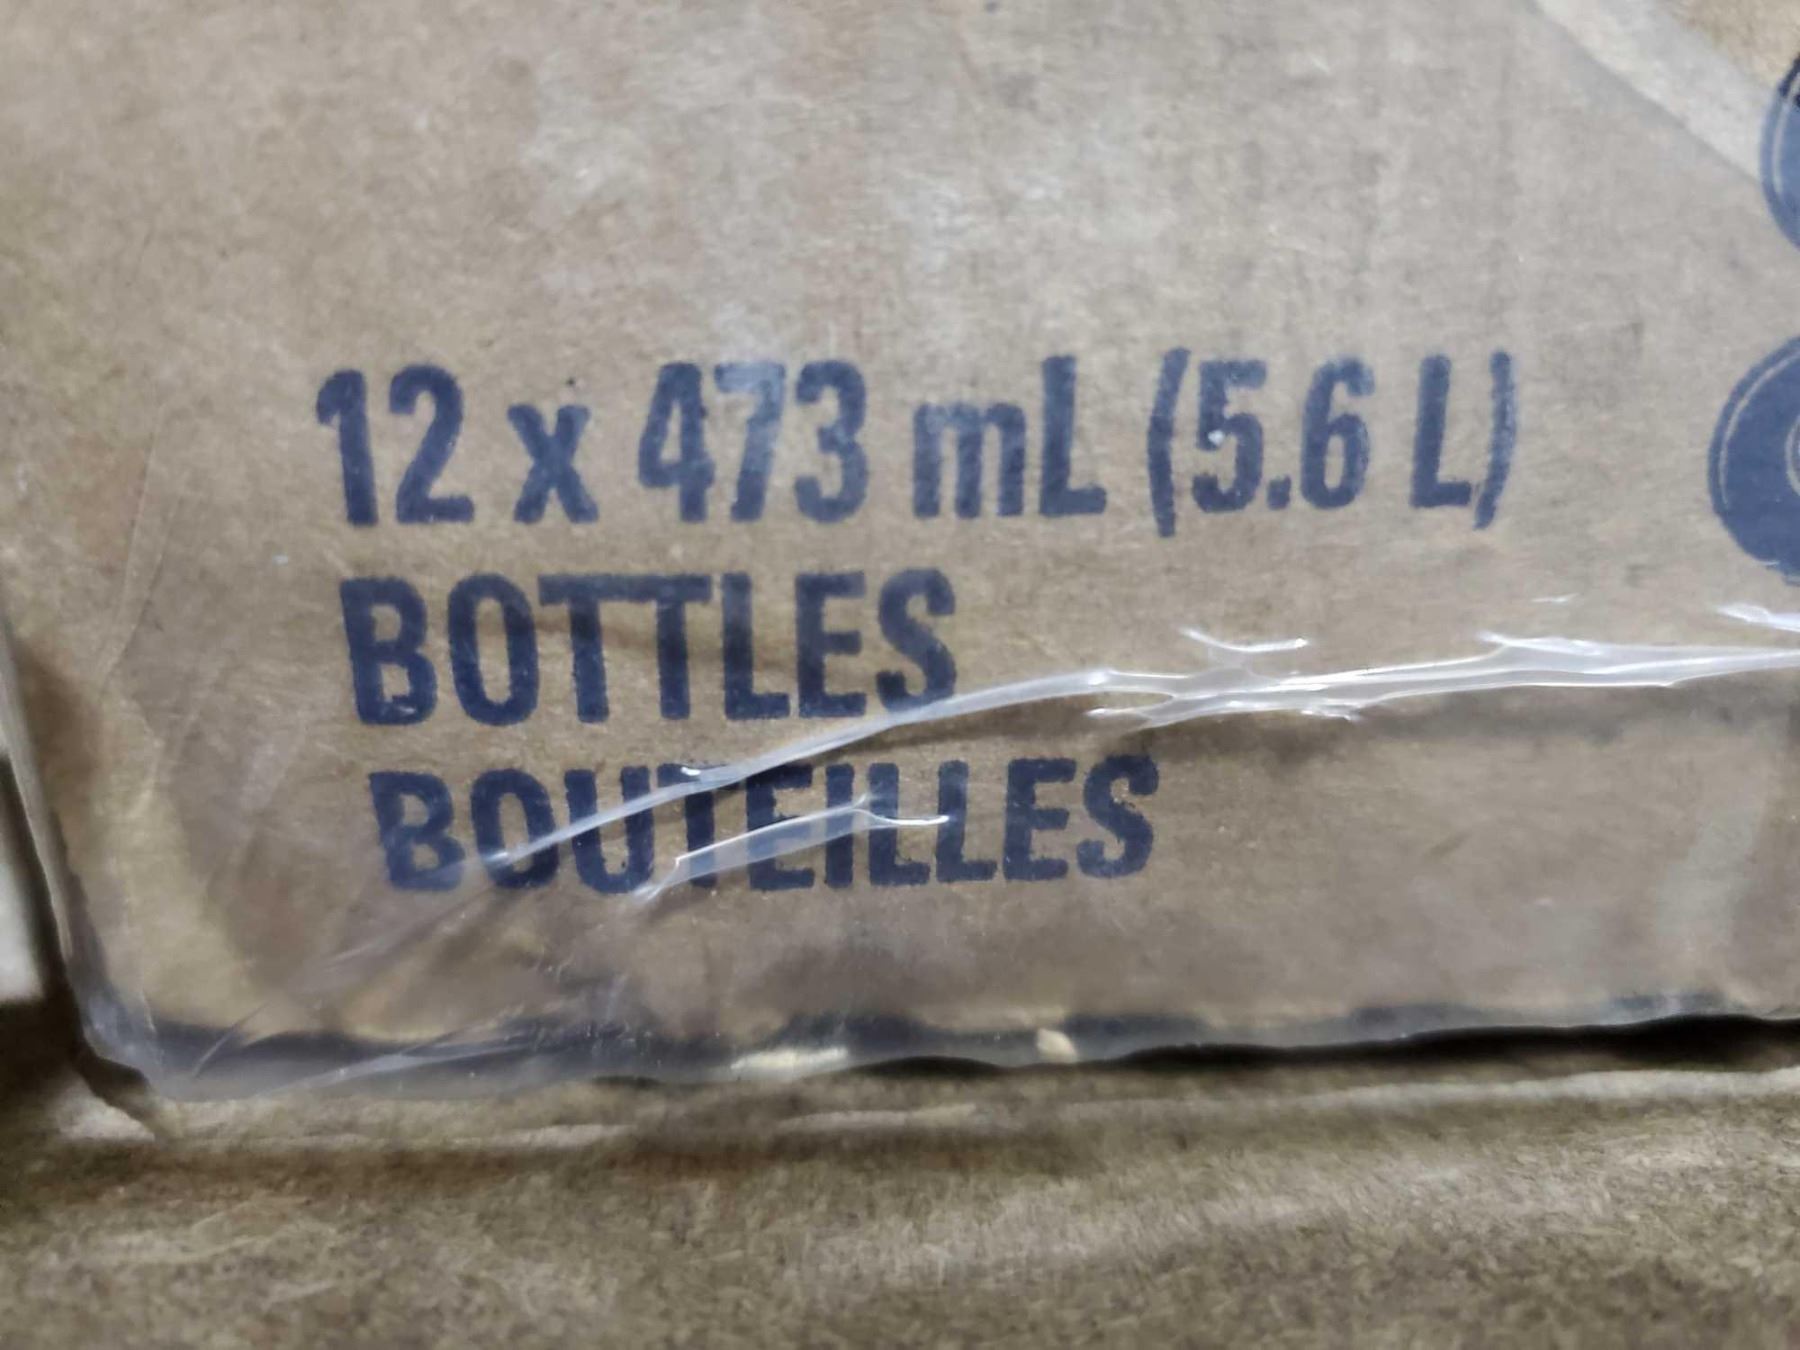 12 x 473 mL (5.6 L)
BOTTLES
BOUTEILLES